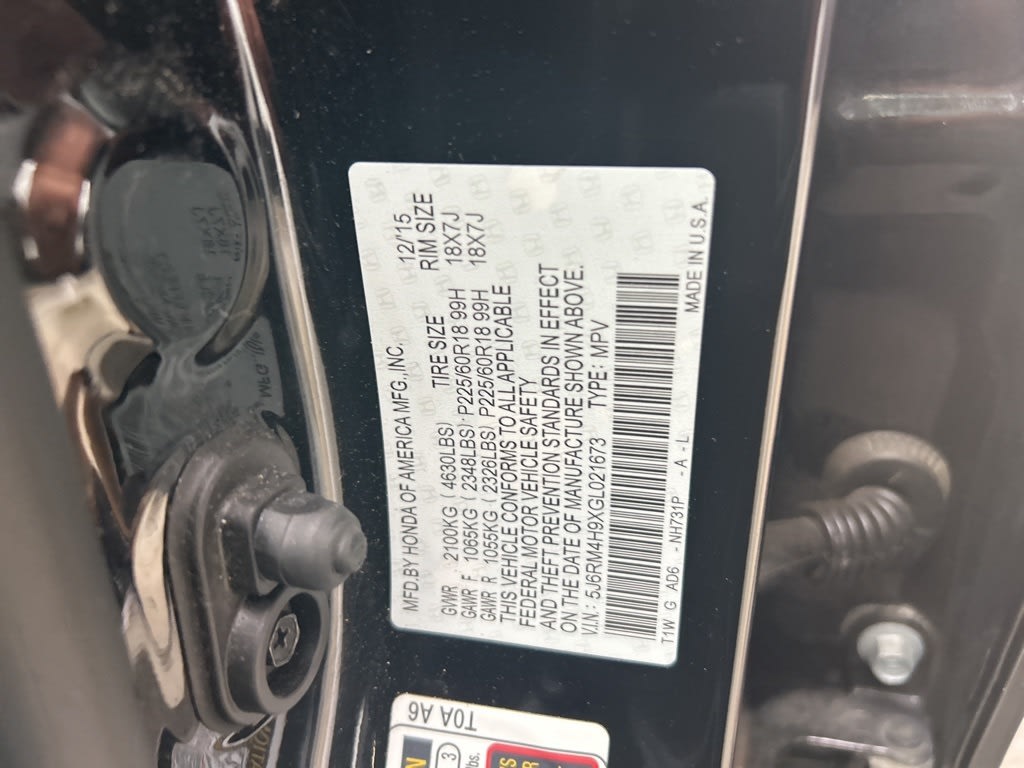 MFD.BY HONDA OF AMERICA MFG.,INC. 12/15
TIRE SIZE RIM SIZE
GVWR 2100KG ( 4630LBS)
GAWR F 1065KG ( 2348LBS) P225/60R18 99H 18X7J
GAWR R 1055KG ( 2326LBS) P225/60R18 99H 18X7J
THIS VEHICLE CONFORMS TO ALL APPLICABLE
FEDERAL MOTOR VEHICLE SAFETY
AND THEFT PREVENTION STANDARDS IN EFFECT
ON THE DATE OF MANUFACTURE SHOWN ABOVE.
V.I.N : 5J6RM4H9XGL021673 TYPE: MPV
T1W G AD6 - NH731P - A - L
MADE IN U.S.A.
T0A A6
3
lbs.